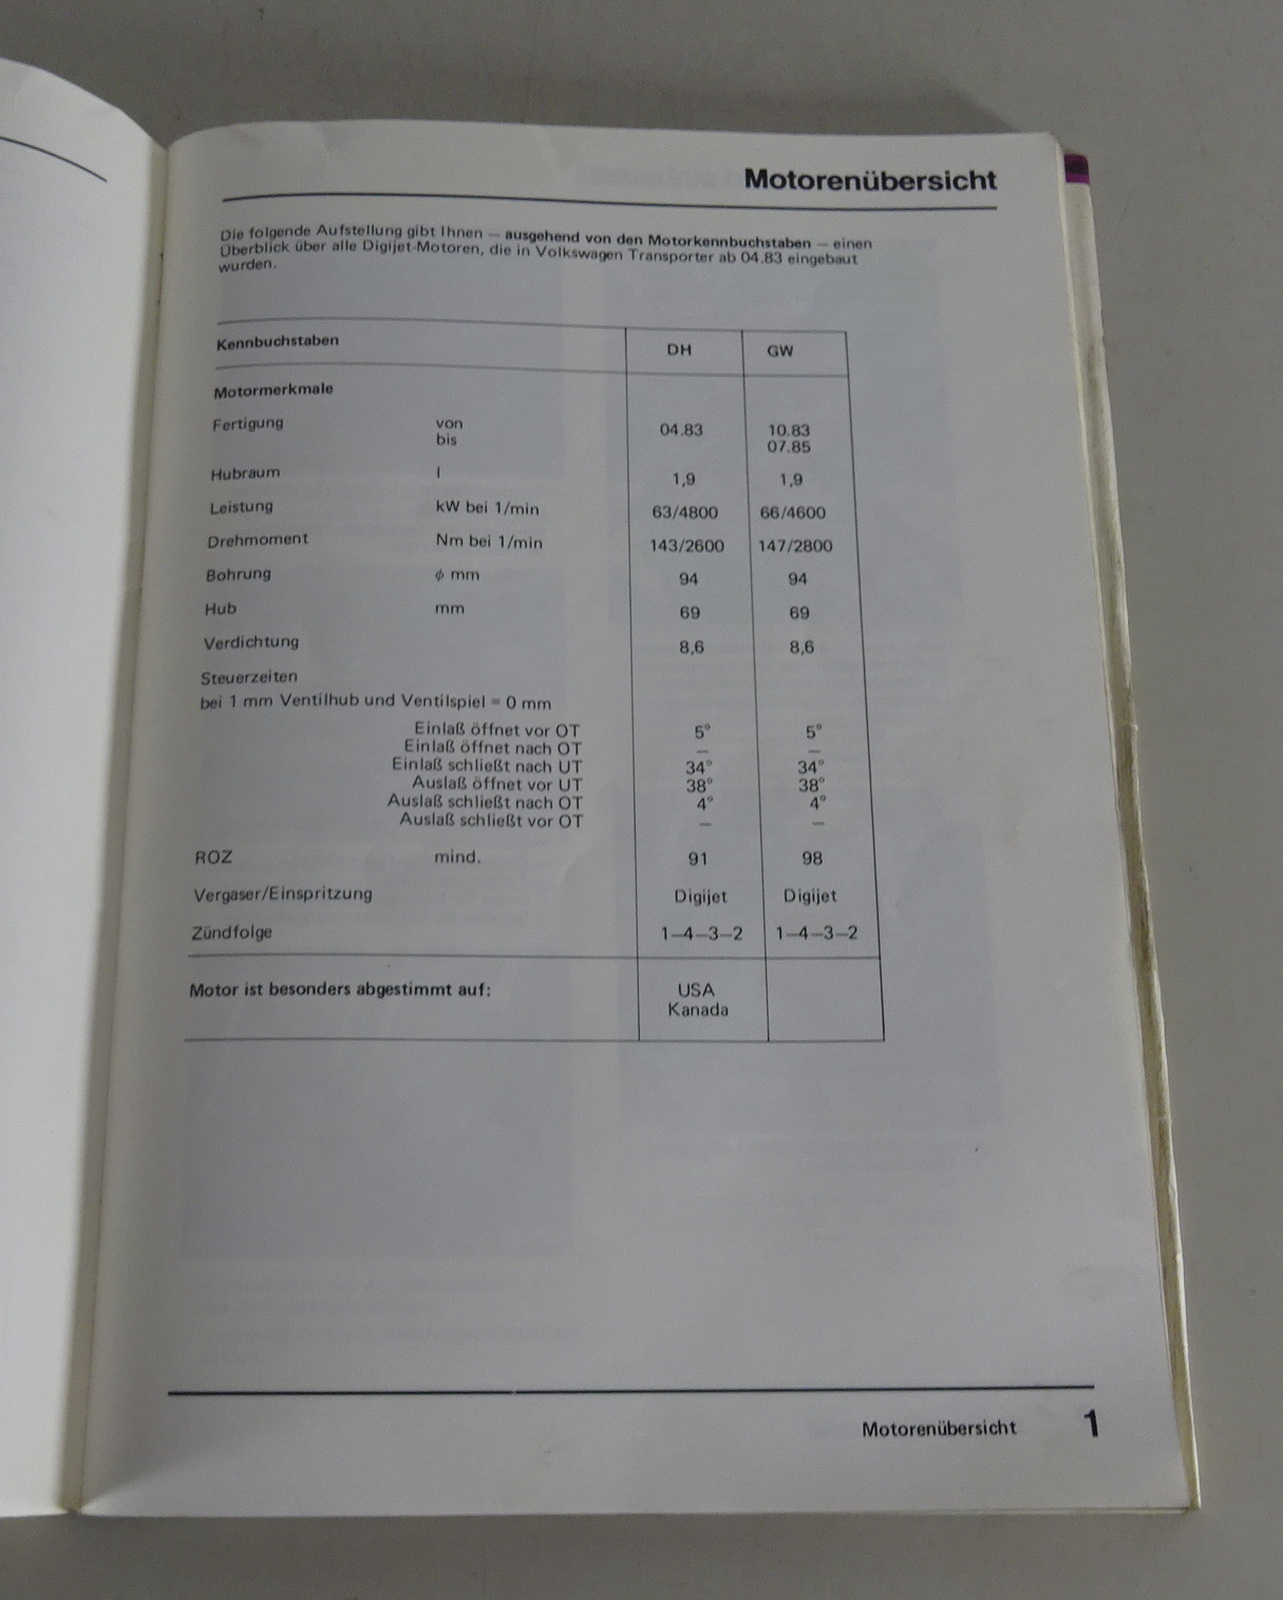 Motorenübersicht
Die folgende Aufstellung gibt Ihnen — ausgehend von den Motorkennbuchstaben — einen
Überblick über alle Digijet-Motoren, die in Volkswagen Transporter ab 04.83 eingebaut
wurden.
Kennbuchstaben DH GW
Motormerkmale
Fertigung von 04.83 10.83
bis 07.85
Hubraum l 1,9 1,9
Leistung kW bei 1/min 63/4800 66/4600
Drehmoment Nm bei 1/min 143/2600 147/2800
Bohrung ϕ mm 94 94
Hub mm 69 69
Verdichtung 8,6 8,6
Steuerzeiten
bei 1 mm Ventilhub und Ventilspiel = 0 mm
Einlaß öffnet vor OT 5° 5°
Einlaß öffnet nach OT — —
Einlaß schließt nach UT 34° 34°
Auslaß öffnet vor UT 38° 38°
Auslaß schließt nach OT 4° 4°
Auslaß schließt vor OT — —
ROZ mind. 91 98
Vergaser/Einspritzung Digijet Digijet
Zündfolge 1—4—3—2 1—4—3—2
Motor ist besonders abgestimmt auf: USA
Kanada
Motorenübersicht 1